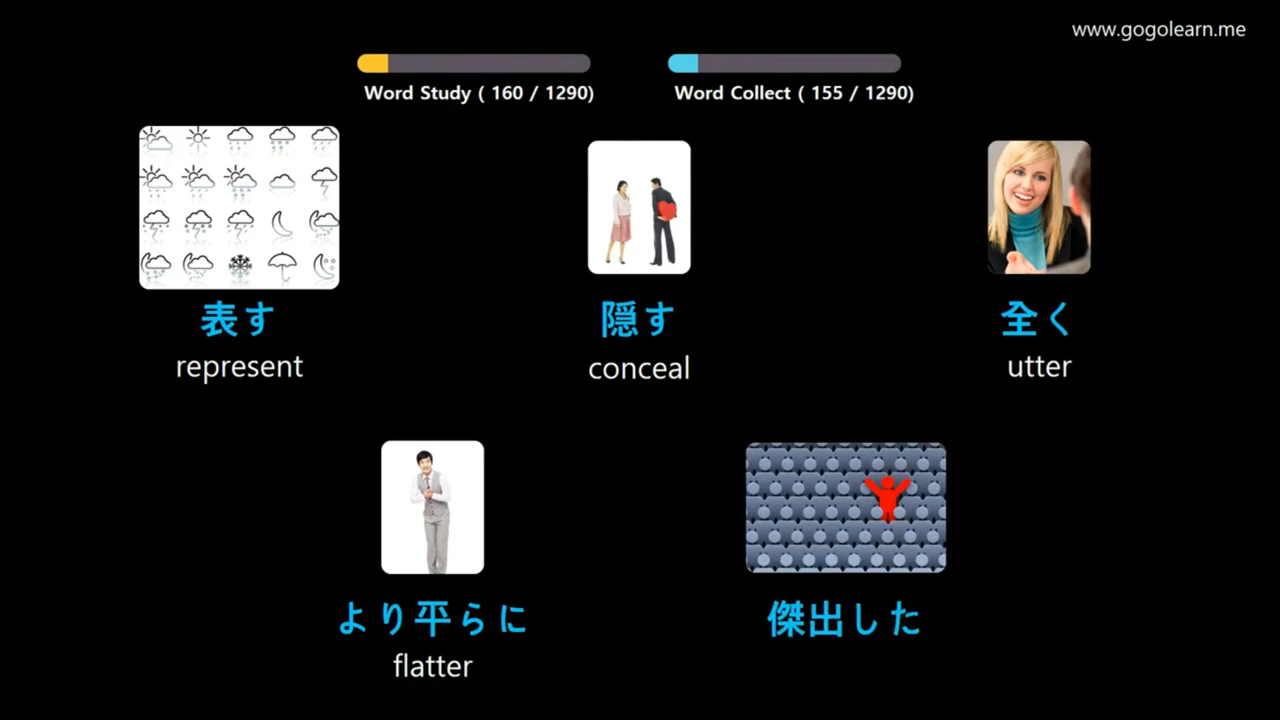 www.gogolearn.me
Word Study ( 160 / 1290)
Word Collect ( 155 / 1290)
表す
represent
隠す
conceal
全く
utter
より平らに
flatter
傑出した